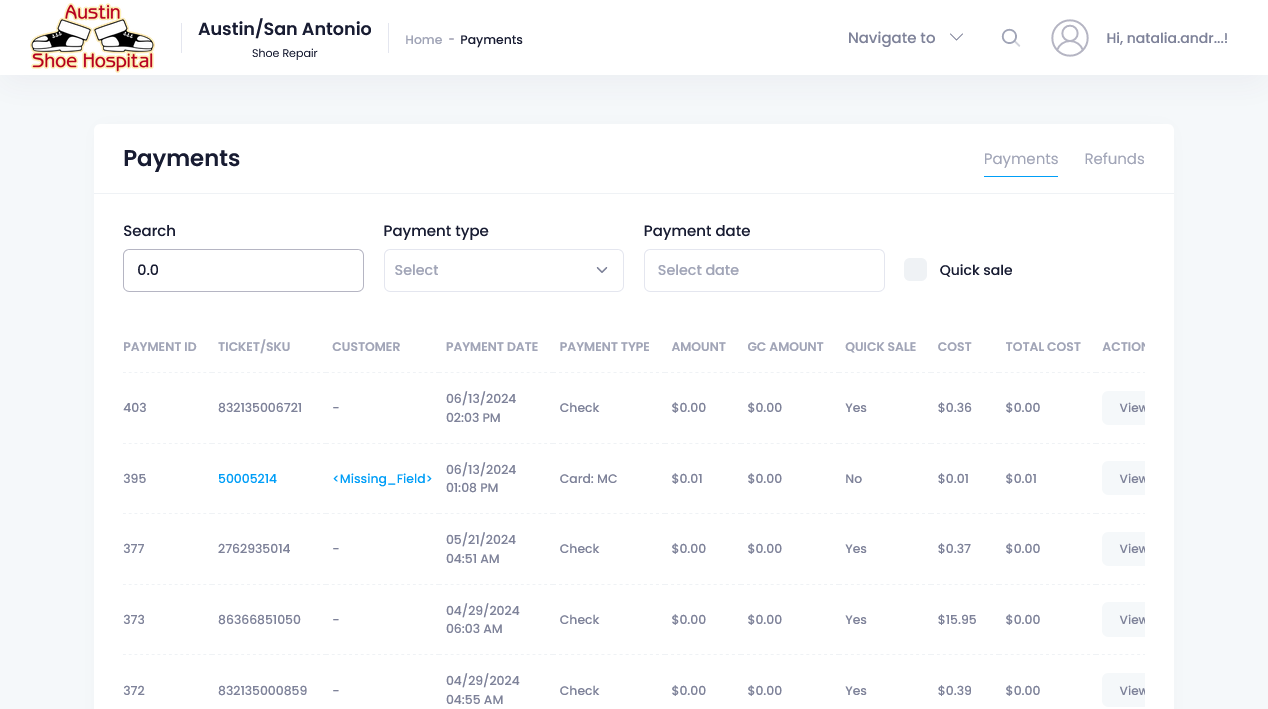 Austin
Shoe Hospital
Austin/San Antonio
Shoe Repair
Home - Payments
Navigate to
Hi, natalia.andr...!
Payments
Payments Refunds
Search Payment type Payment date
0.0 Select Select date Quick sale
PAYMENT ID TICKET/SKU CUSTOMER PAYMENT DATE PAYMENT TYPE AMOUNT GC AMOUNT QUICK SALE COST TOTAL COST ACTION
403 832135006721 - 06/13/2024 02:03 PM Check $0.00 $0.00 Yes $0.36 $0.00 View
395 50005214 <Missing_Field> 06/13/2024 01:08 PM Card: MC $0.01 $0.00 No $0.01 $0.01 View
377 2762935014 - 05/21/2024 04:51 AM Check $0.00 $0.00 Yes $0.37 $0.00 View
373 86366851050 - 04/29/2024 06:03 AM Check $0.00 $0.00 Yes $15.95 $0.00 View
372 832135000859 - 04/29/2024 04:55 AM Check $0.00 $0.00 Yes $0.39 $0.00 View